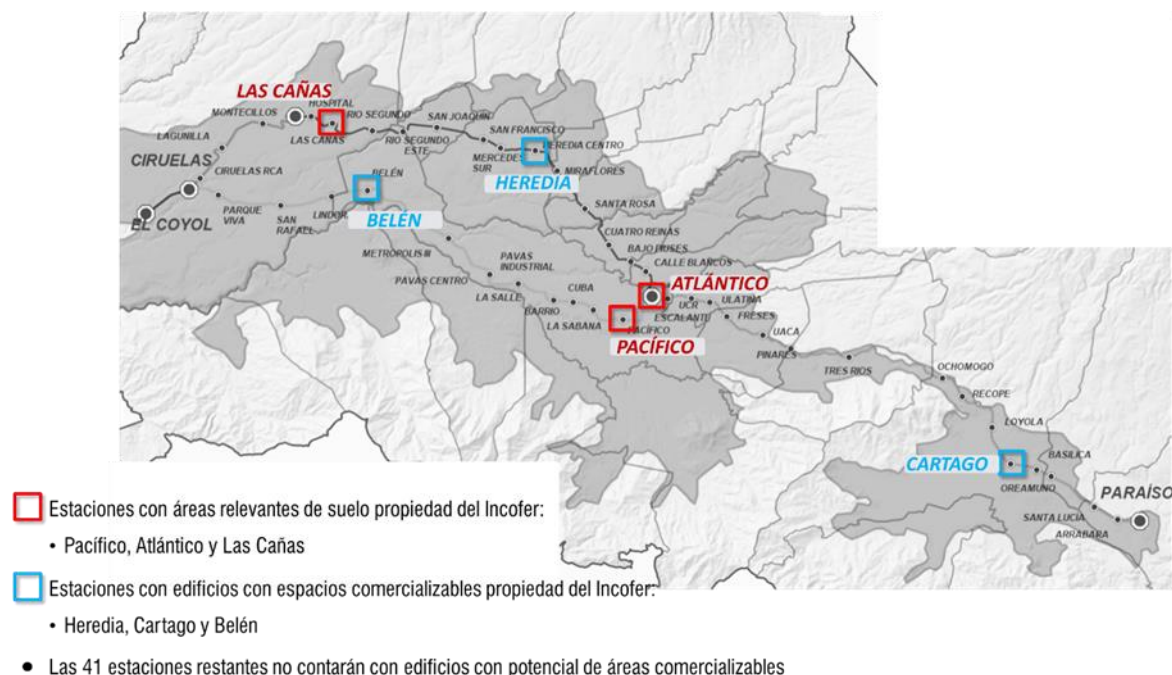 LAS CAÑAS
HOSPITAL
MONTECILLOS
RIO SEGUNDO
SAN JOAQUIN
LAGUNILLA
LAS CANAS
RIO SEGUNDO
ESTE
SAN FRANCISCO
HEREDIA CENTRO
MERCEDES
SUR
CIRUELAS
CIRUELAS RCA
BELÉN
HEREDIA
MIRAFLORES
EL COYOL
PARQUE
VIVA
SAN
RAFAEL
LINDOR
BELÉN
SANTA ROSA
CUATRO REINAS
METROPOLIS III
PAVAS
INDUSTRIAL
CALLE BLANCOS
PAVAS CENTRO
LA SALLE
CUBA
ATLÁNTICO
BARRIO
LA SABANA
UCR
ULATINA
FRESES
PACÍFICO
PACÍFICO
UACA
PINARES
TRES RIOS
OCHOMOGO
RECOPE
LOYOLA
CARTAGO
BASILICA
OREAMUNO
PARAÍSO
SANTA LUCIA
ARRABARA
Estaciones con áreas relevantes de suelo propiedad del Incofer:
• Pacífico, Atlántico y Las Cañas
Estaciones con edificios con espacios comercializables propiedad del Incofer:
• Heredia, Cartago y Belén
• Las 41 estaciones restantes no contarán con edificios con potencial de áreas comercializables